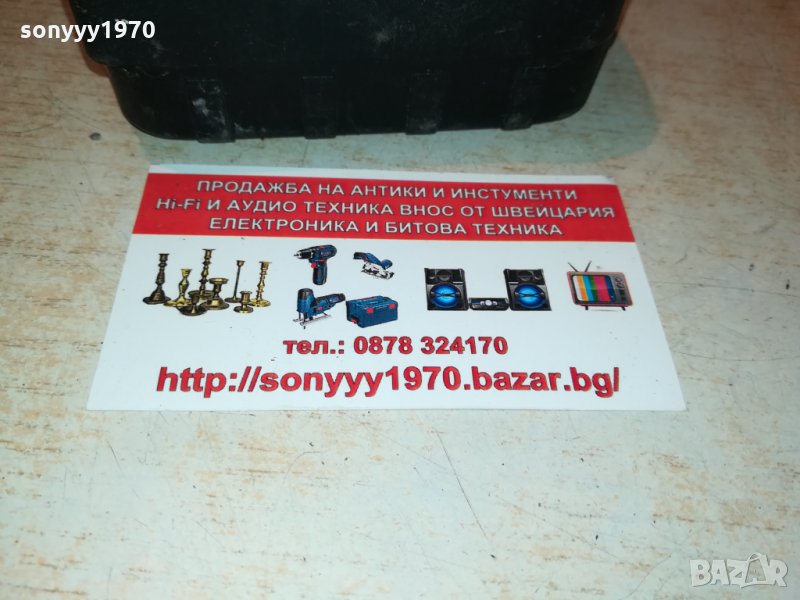 sonyyy1970
ПРОДАЖБА НА АНТИКИ И ИНСТУМЕНТИ
Hi-Fi И АУДИО ТЕХНИКА ВНОС ОТ ШВЕЙЦАРИЯ
ЕЛЕКТРОНИКА И БИТОВА ТЕХНИКА
тел.: 0878 324170
http://sonyyy1970.bazar.bg/
BAZAR